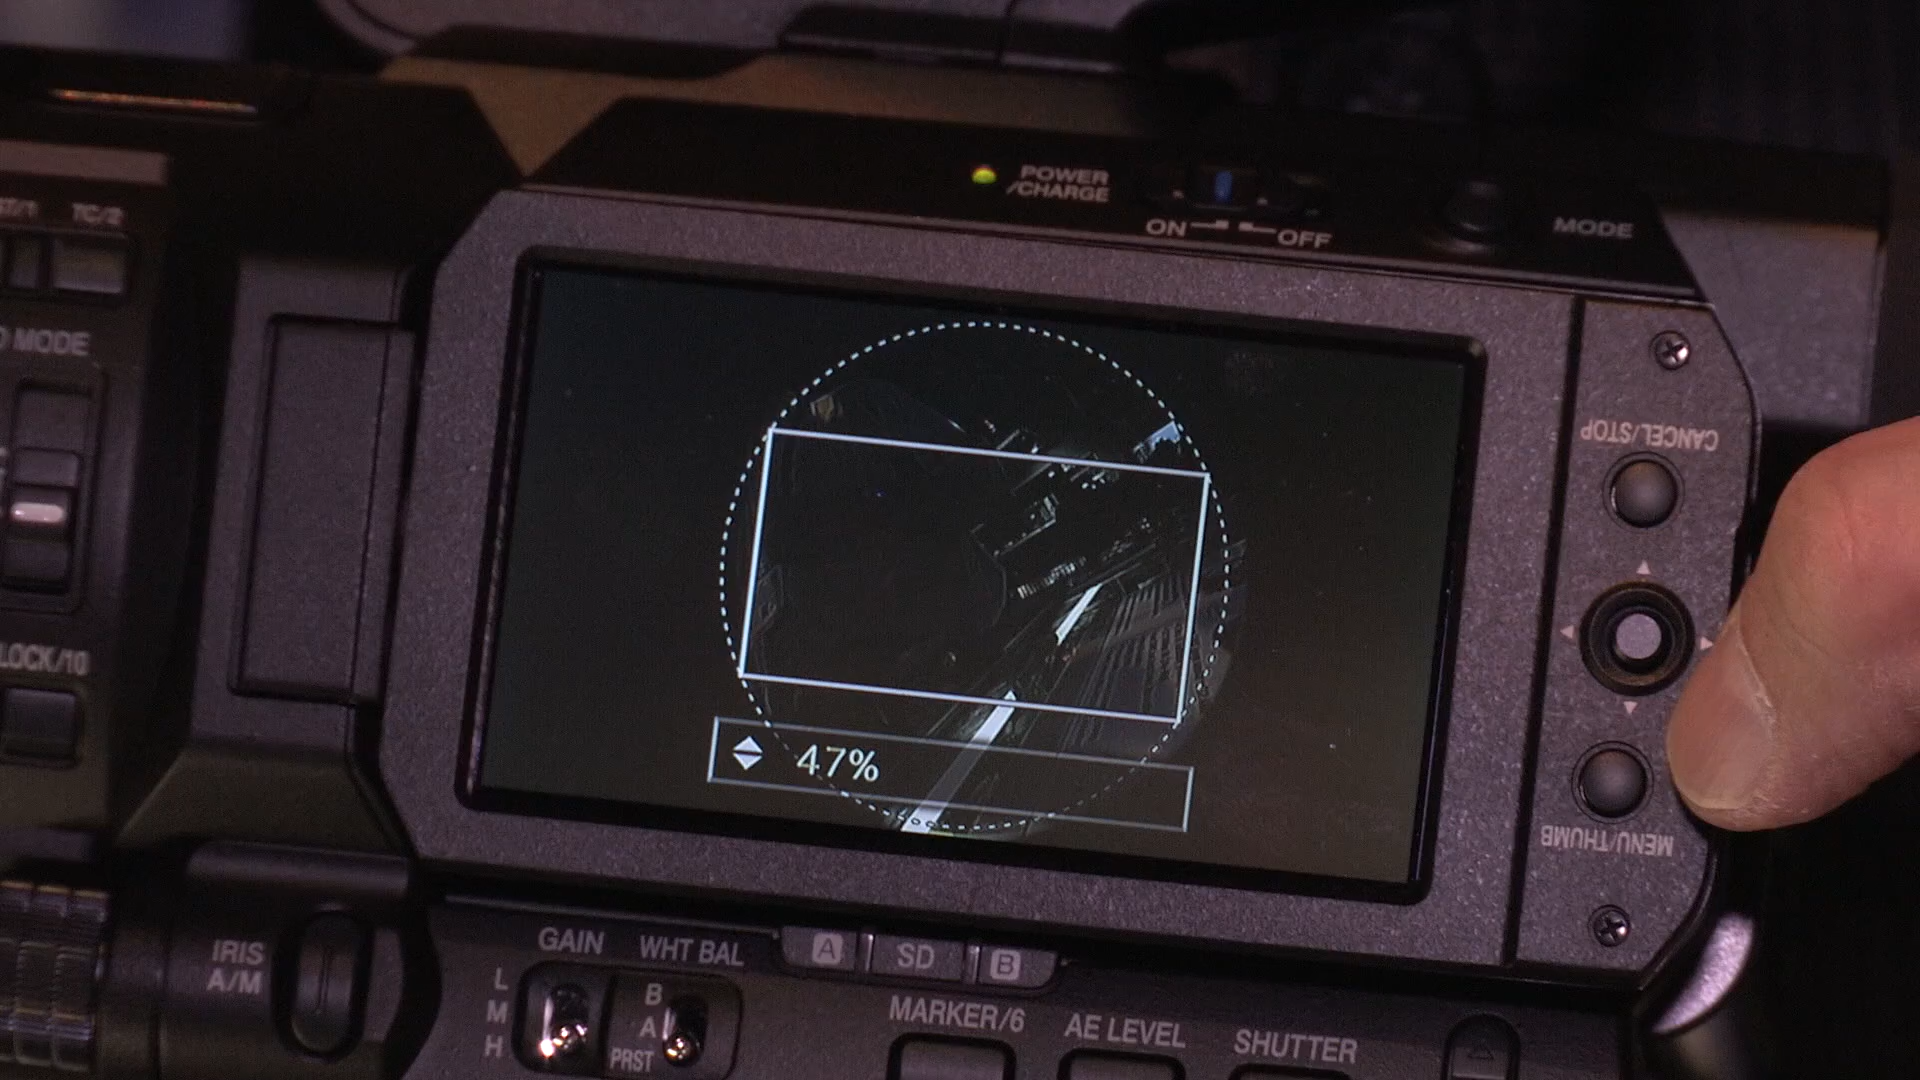 POWER
/CHARGE
ON
OFF
MODE
TC/2
MODE
CANCEL/STOP
47%
LOCK/10
MENU/THUMB
IRIS
A/M
GAIN
WHT BAL
A
SD
B
L
M
H
B
A
PRST
MARKER/6
AE LEVEL
SHUTTER